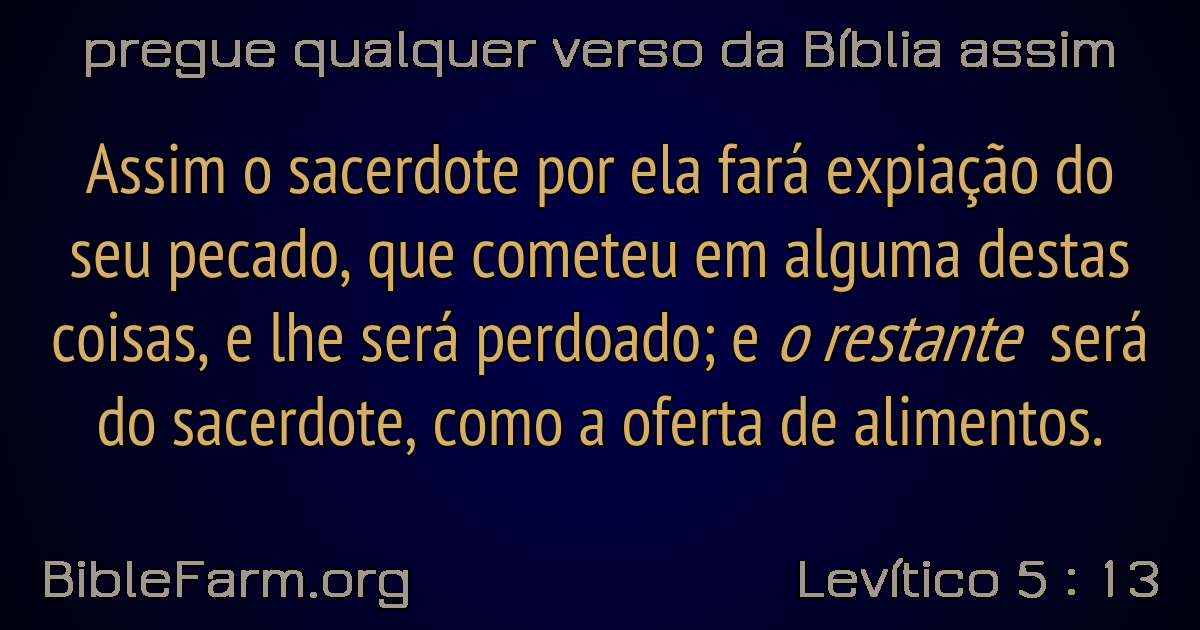 pregue qualquer verso da Bíblia assim
Assim o sacerdote por ela fará expiação do
seu pecado, que cometeu em alguma destas
coisas, e lhe será perdoado; e o restante será
do sacerdote, como a oferta de alimentos.
BibleFarm.org
Levítico 5 : 13